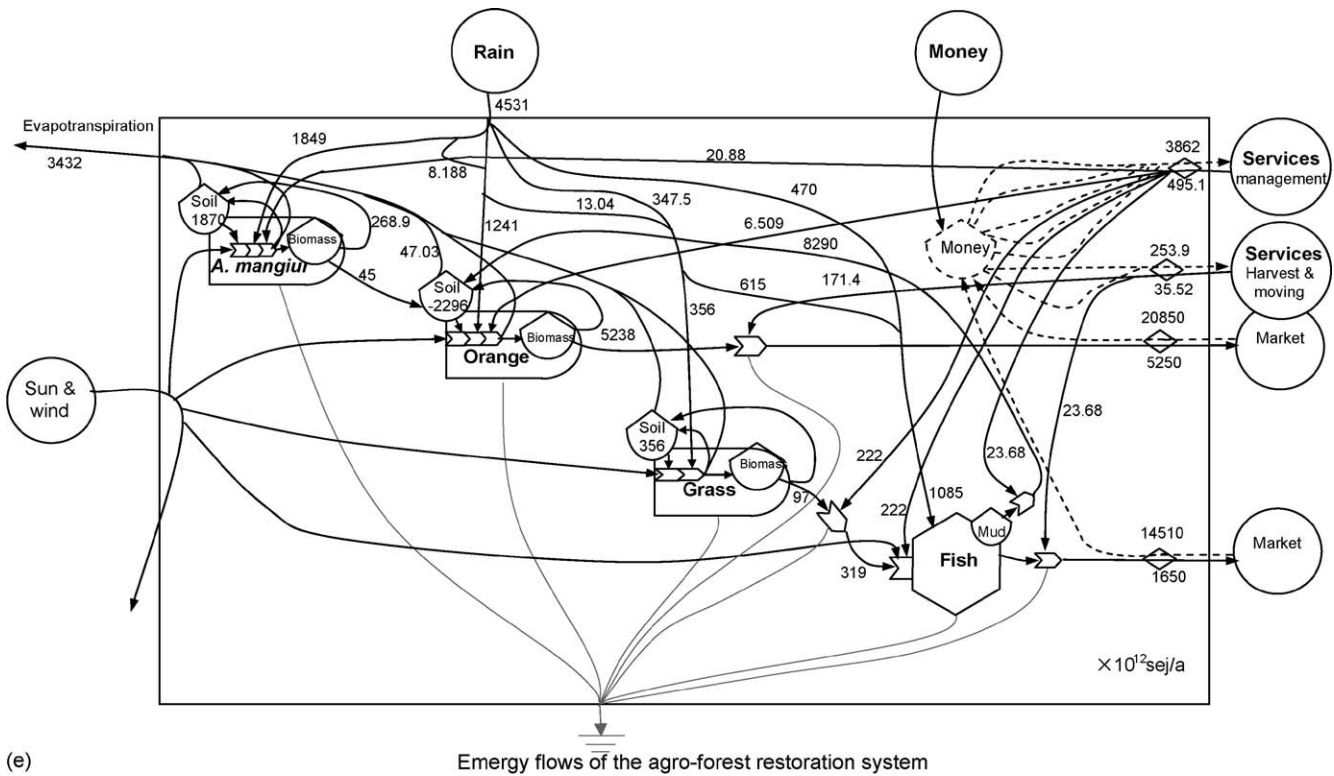 Rain
Money
4531
Evapotranspiration
3432
1849
8.188
20.88
3862
Services
management
495.1
Soil
1870
Biomass
268.9
A. mangiur
45
47.03
1241
13.04
347.5
470
6.509
8290
Money
253.9
Services
Harvest &
moving
35.52
171.4
615
356
Soil
-2296
Biomass
Orange
5238
20850
Market
5250
Sun &
wind
23.68
Soil
356
Biomass
Grass
97
222
23.68
222
1085
Mud
Fish
319
14510
Market
1650
×10¹²sej/a
(e)
Emergy flows of the agro-forest restoration system